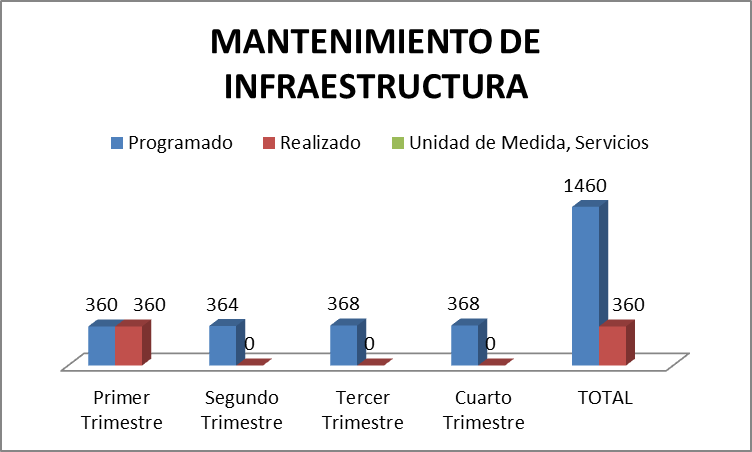 MANTENIMIENTO DE
INFRAESTRUCTURA
Programado Realizado Unidad de Medida, Servicios
1460
360 360 364 0 368 0 368 0 360
Primer Segundo Tercer Cuarto TOTAL
Trimestre Trimestre Trimestre Trimestre